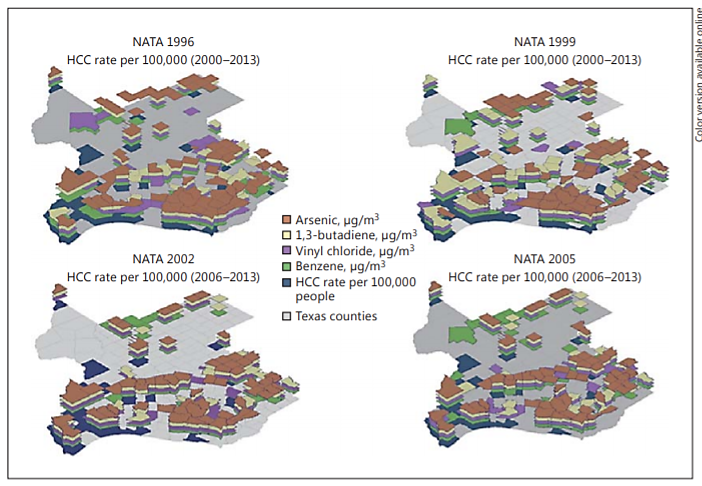 NATA 1996
HCC rate per 100,000 (2000–2013)
NATA 1999
HCC rate per 100,000 (2000–2013)
Arsenic, µg/m³
1,3-butadiene, µg/m³
Vinyl chloride, µg/m³
Benzene, µg/m³
HCC rate per 100,000
people
Texas counties
NATA 2002
HCC rate per 100,000 (2006–2013)
NATA 2005
HCC rate per 100,000 (2006–2013)
Color version available online